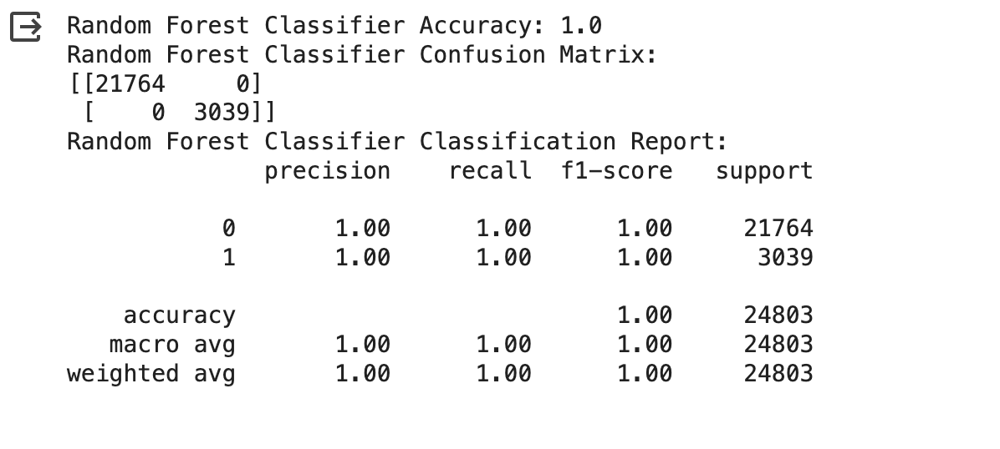 Random Forest Classifier Accuracy: 1.0
Random Forest Classifier Confusion Matrix:
[[21764     0]
 [    0  3039]]
Random Forest Classifier Classification Report:
              precision    recall  f1-score   support

           0       1.00      1.00      1.00     21764
           1       1.00      1.00      1.00      3039

    accuracy                           1.00     24803
   macro avg       1.00      1.00      1.00     24803
weighted avg       1.00      1.00      1.00     24803